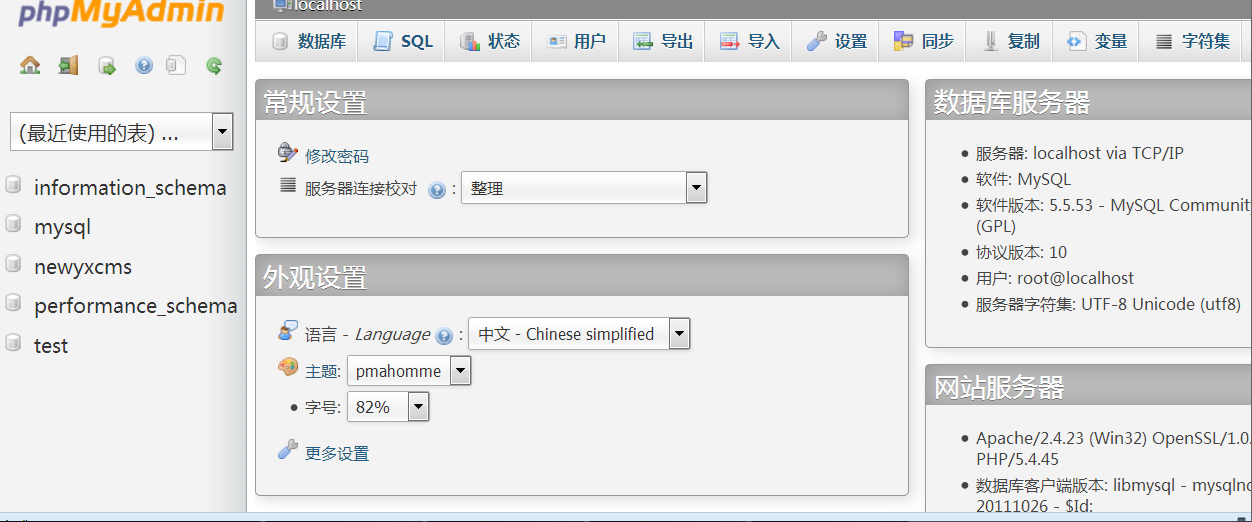 phpMyAdmin
(最近使用的表) ...
information_schema
mysql
newyxcms
performance_schema
test
localhost
数据库 SQL 状态 用户 导出 导入 设置 同步 复制 变量 字符集
常规设置
修改密码
服务器连接校对 : 整理
外观设置
语言 - Language : 中文 - Chinese simplified
主题: pmahomme
字号: 82%
更多设置
数据库服务器
服务器: localhost via TCP/IP
软件: MySQL
软件版本: 5.5.53 - MySQL Community
(GPL)
协议版本: 10
用户: root@localhost
服务器字符集: UTF-8 Unicode (utf8)
网站服务器
Apache/2.4.23 (Win32) OpenSSL/1.0.
PHP/5.4.45
数据库客户端版本: libmysql - mysqlnd
20111026 - $Id: